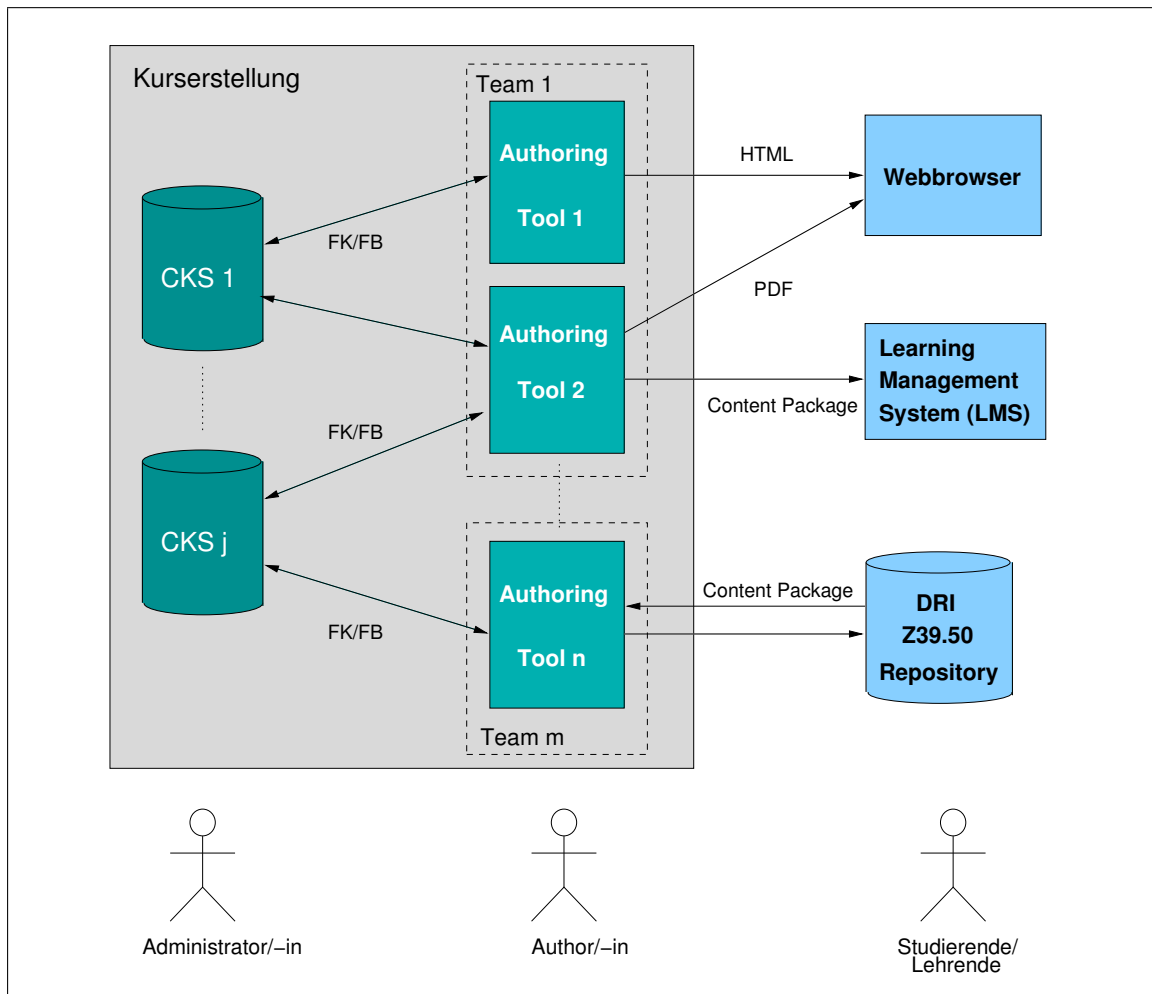 Kurserstellung
Team 1
Authoring
Tool 1
HTML
Webbrowser
FK/FB
CKS 1
PDF
Authoring
Tool 2
Learning
Management
System (LMS)
Content Package
FK/FB
CKS j
Authoring
Tool n
Content Package
DRI
Z39.50
Repository
FK/FB
Team m
Administrator/–in
Author/–in
Studierende/
Lehrende